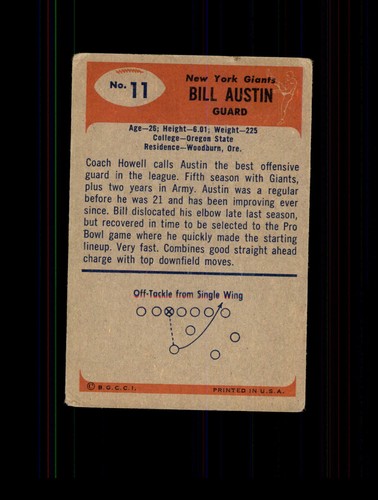 No. 11
New York Giants
BILL AUSTIN
GUARD
Age—26; Height—6.01; Weight—225
College—Oregon State
Residence—Woodburn, Ore.
Coach Howell calls Austin the best offensive
guard in the league. Fifth season with Giants,
plus two years in Army. Austin was a regular
before he was 21 and has been improving ever
since. Bill dislocated his elbow late last season,
but recovered in time to be selected to the Pro
Bowl game where he quickly made the starting
lineup. Very fast. Combines good straight ahead
charge with top downfield moves.
Off-Tackle from Single Wing
© B.G.C.C.I.
PRINTED IN U.S.A.